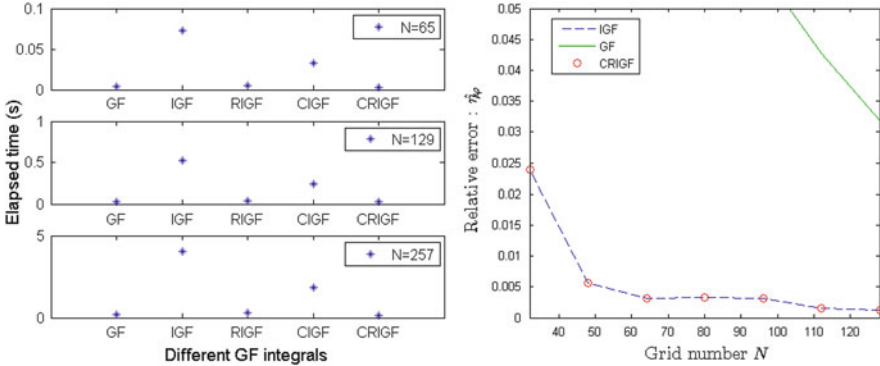 Elapsed time (s)
0.1
0.05
0
N=65
GF IGF RIGF CIGF CRIGF
1
0.5
0
N=129
GF IGF RIGF CIGF CRIGF
5
0
N=257
GF IGF RIGF CIGF CRIGF
Different GF integrals
Relative error : η̂_φ
0.05
0.045
0.04
0.035
0.03
0.025
0.02
0.015
0.01
0.005
0
IGF
GF
CRIGF
40 50 60 70 80 90 100 110 120
Grid number N